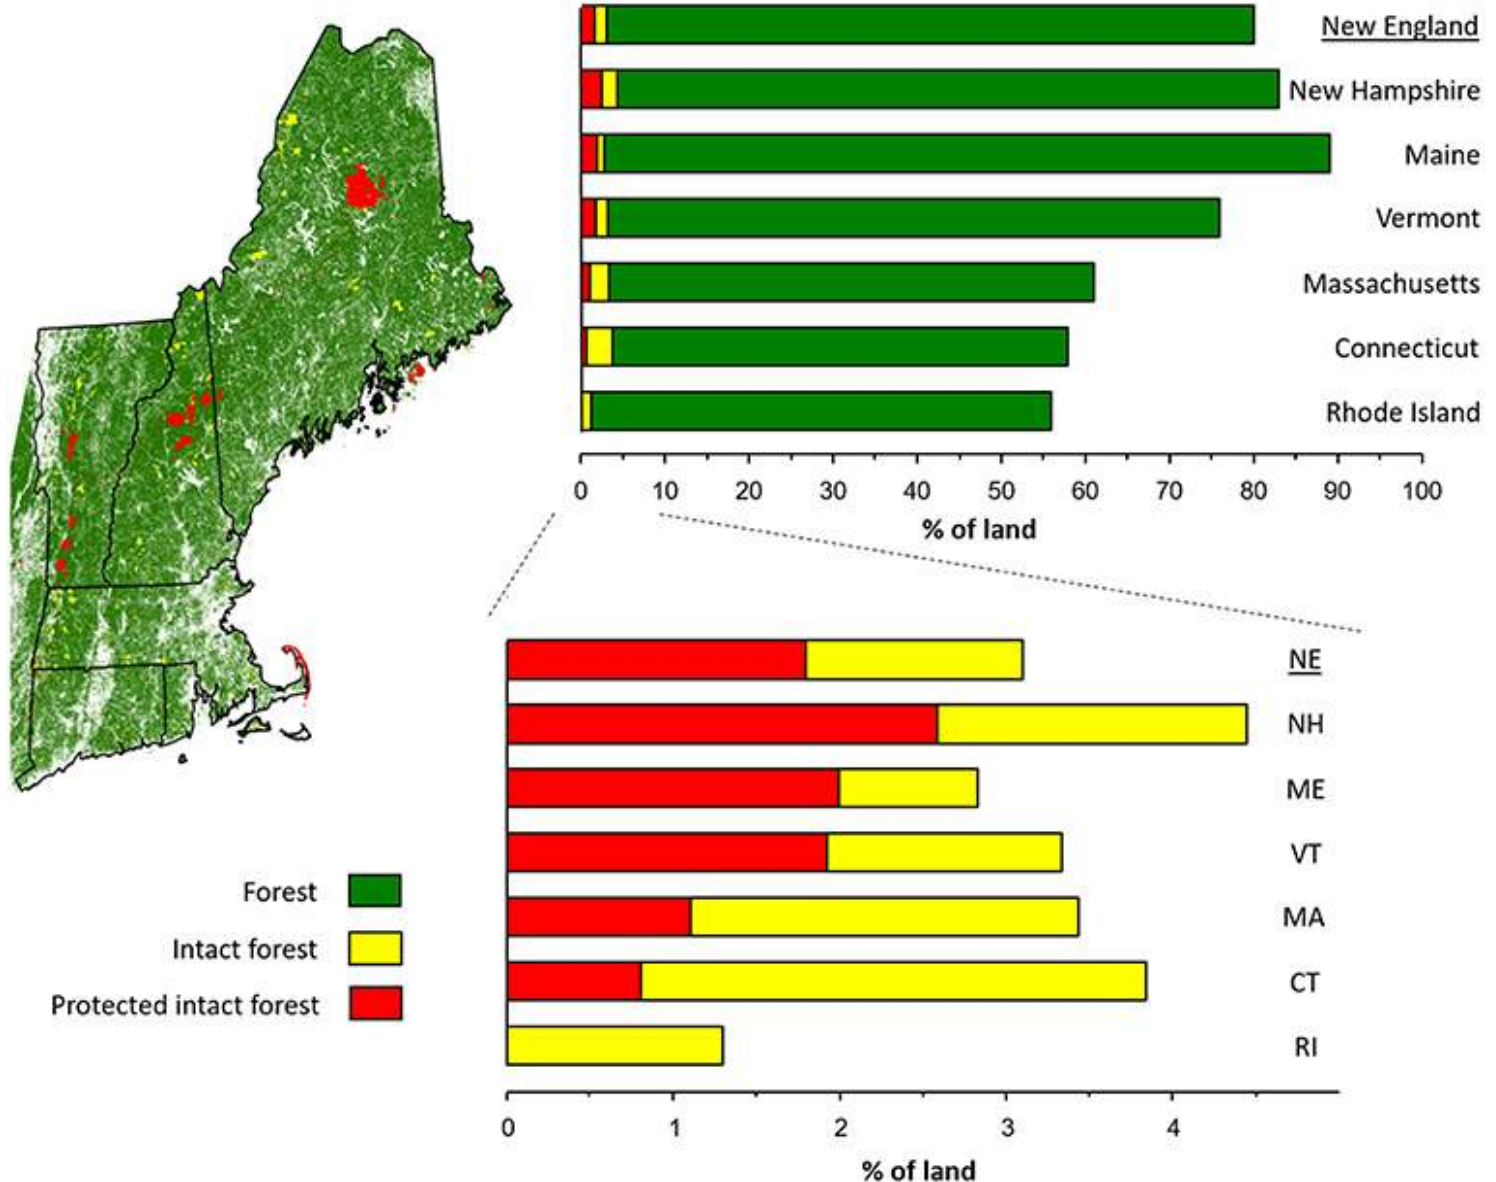 New England
New Hampshire
Maine
Vermont
Massachusetts
Connecticut
Rhode Island
0 10 20 30 40 50 60 70 80 90 100
% of land
NE
NH
ME
VT
MA
CT
RI
0 1 2 3 4
% of land
Forest
Intact forest
Protected intact forest